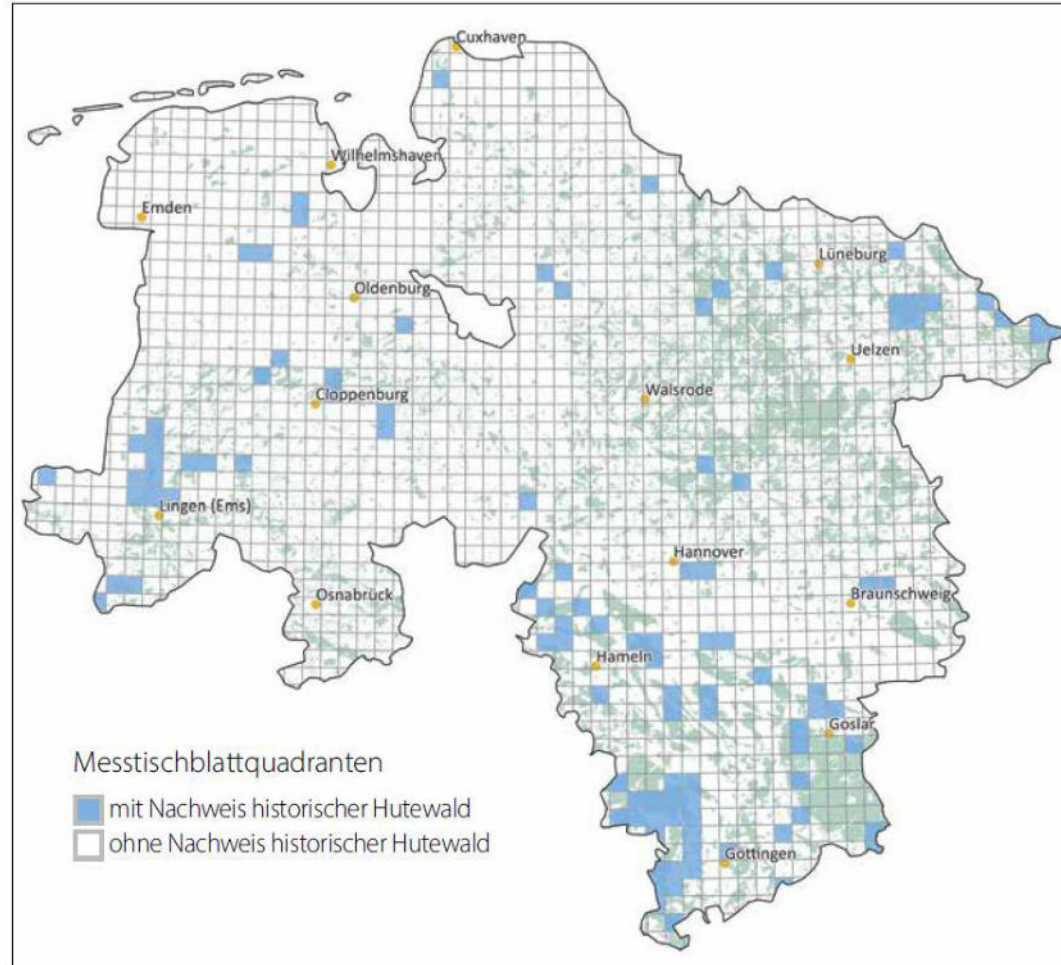 Cuxhaven
Wilhelmshaven
Emden
Lüneburg
Oldenburg
Uelzen
Walsrode
Cloppenburg
Lingen (Ems)
Hannover
Osnabrück
Braunschweig
Hameln
Goslar
Göttingen
Messtischblattquadranten
mit Nachweis historischer Hutewald
ohne Nachweis historischer Hutewald